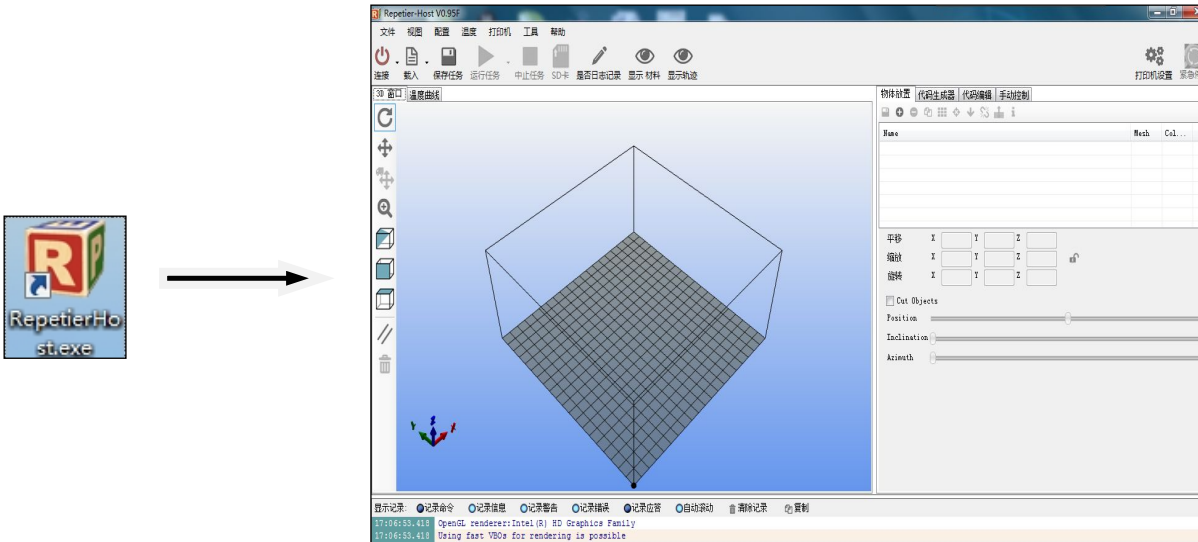 RepetierHo
st.exe
Repetier-Host V0.95F
文件 视图 配置 温度 打印机 工具 帮助
连接 载入 保存任务 运行任务 中止任务 SD卡 是否日志记录 显示 材料 显示轨迹 打印机设置 紧急
3D 窗口 温度曲线
物体放置 代码生成器 代码编辑 手动控制
Name Mesh Col...
平移 X Y Z
缩放 X Y Z
旋转 X Y Z
Cut Objects
Position
Inclination
Azimuth
Y Z X
显示记录: 记录命令 记录信息 记录警告 记录错误 记录应答 自动滚动 清除记录 复制
17:06:53.418 OpenGL renderer:Intel(R) HD Graphics Family
17:06:53.418 Using fast VBOs for rendering is possible